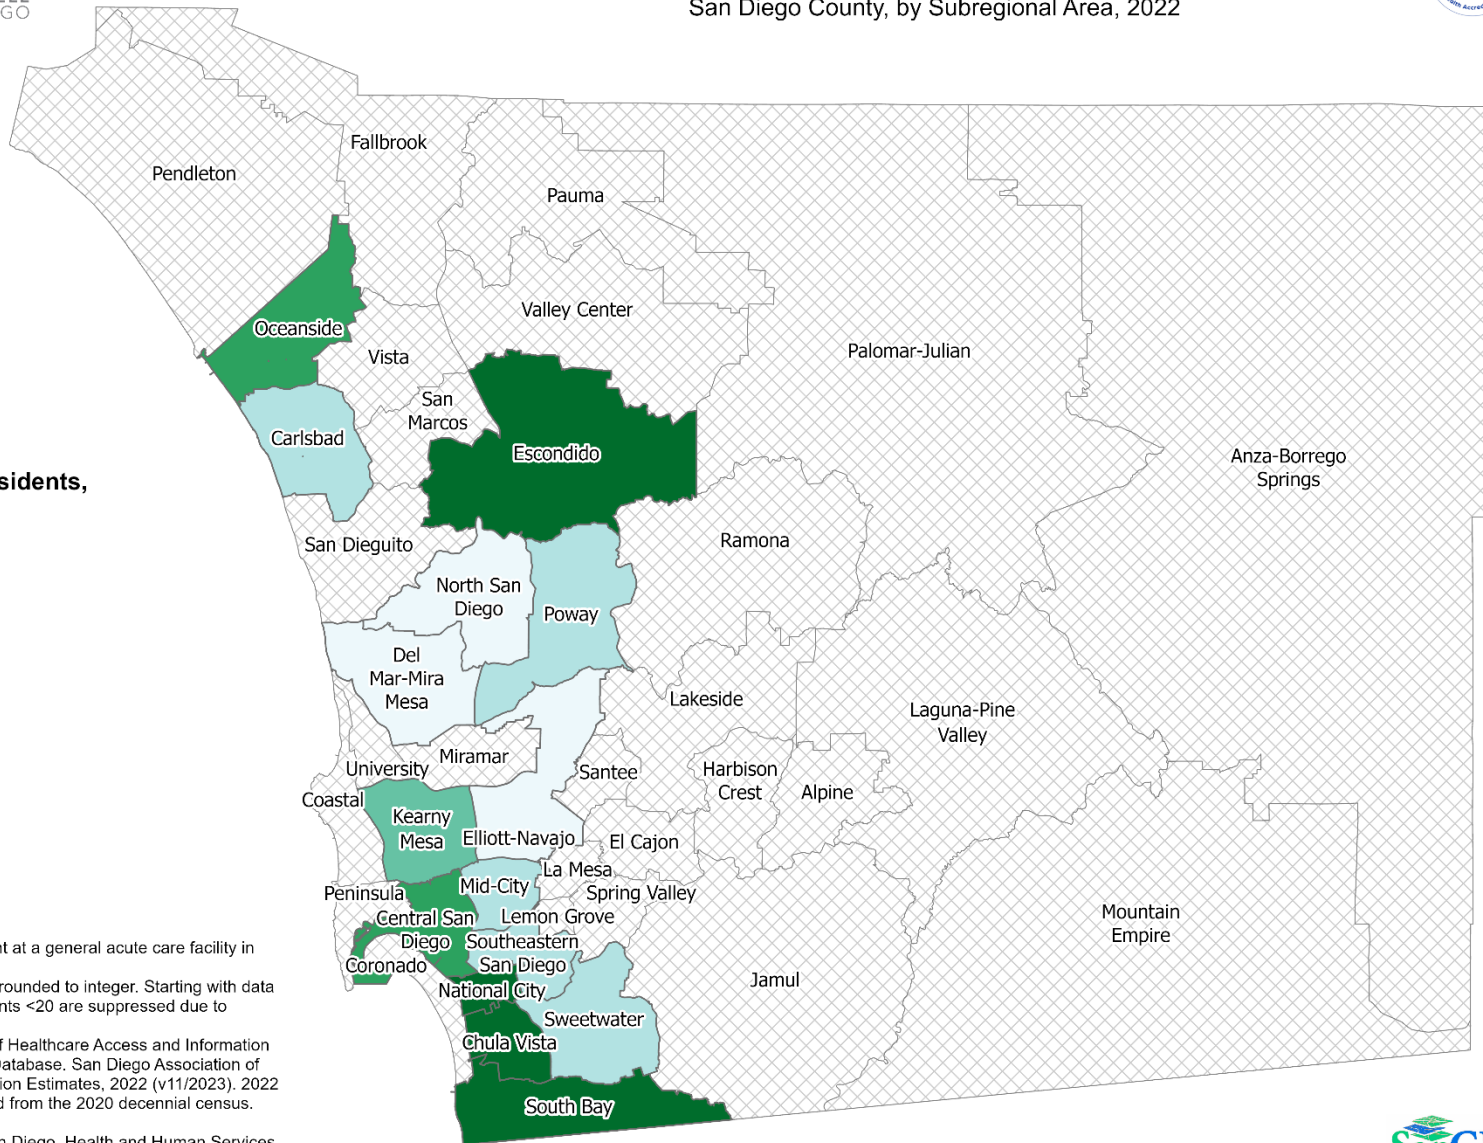 GO
San Diego County, by Subregional Area, 2022
Health Accred
Fallbrook
Pendleton
Pauma
Valley Center
Oceanside
Vista
Palomar-Julian
San
Marcos
Carlsbad
Escondido
Anza-Borrego
Springs
sidents,
San Dieguito
Ramona
North San
Diego
Poway
Del
Mar-Mira
Mesa
Lakeside
Laguna-Pine
Valley
Miramar
University
Santee
Harbison
Crest
Alpine
Coastal
Kearny
Mesa
Elliott-Navajo
El Cajon
La Mesa
Mid-City
Peninsula
Spring Valley
Central San
Diego
Lemon Grove
Mountain
Empire
Southeastern
San Diego
Coronado
Jamul
National City
Sweetwater
Chula Vista
South Bay
nt at a general acute care facility in
rounded to integer. Starting with data
nts <20 are suppressed due to
f Healthcare Access and Information
Database. San Diego Association of
ion Estimates, 2022 (v11/2023). 2022
d from the 2020 decennial census.
n Diego, Health and Human Services